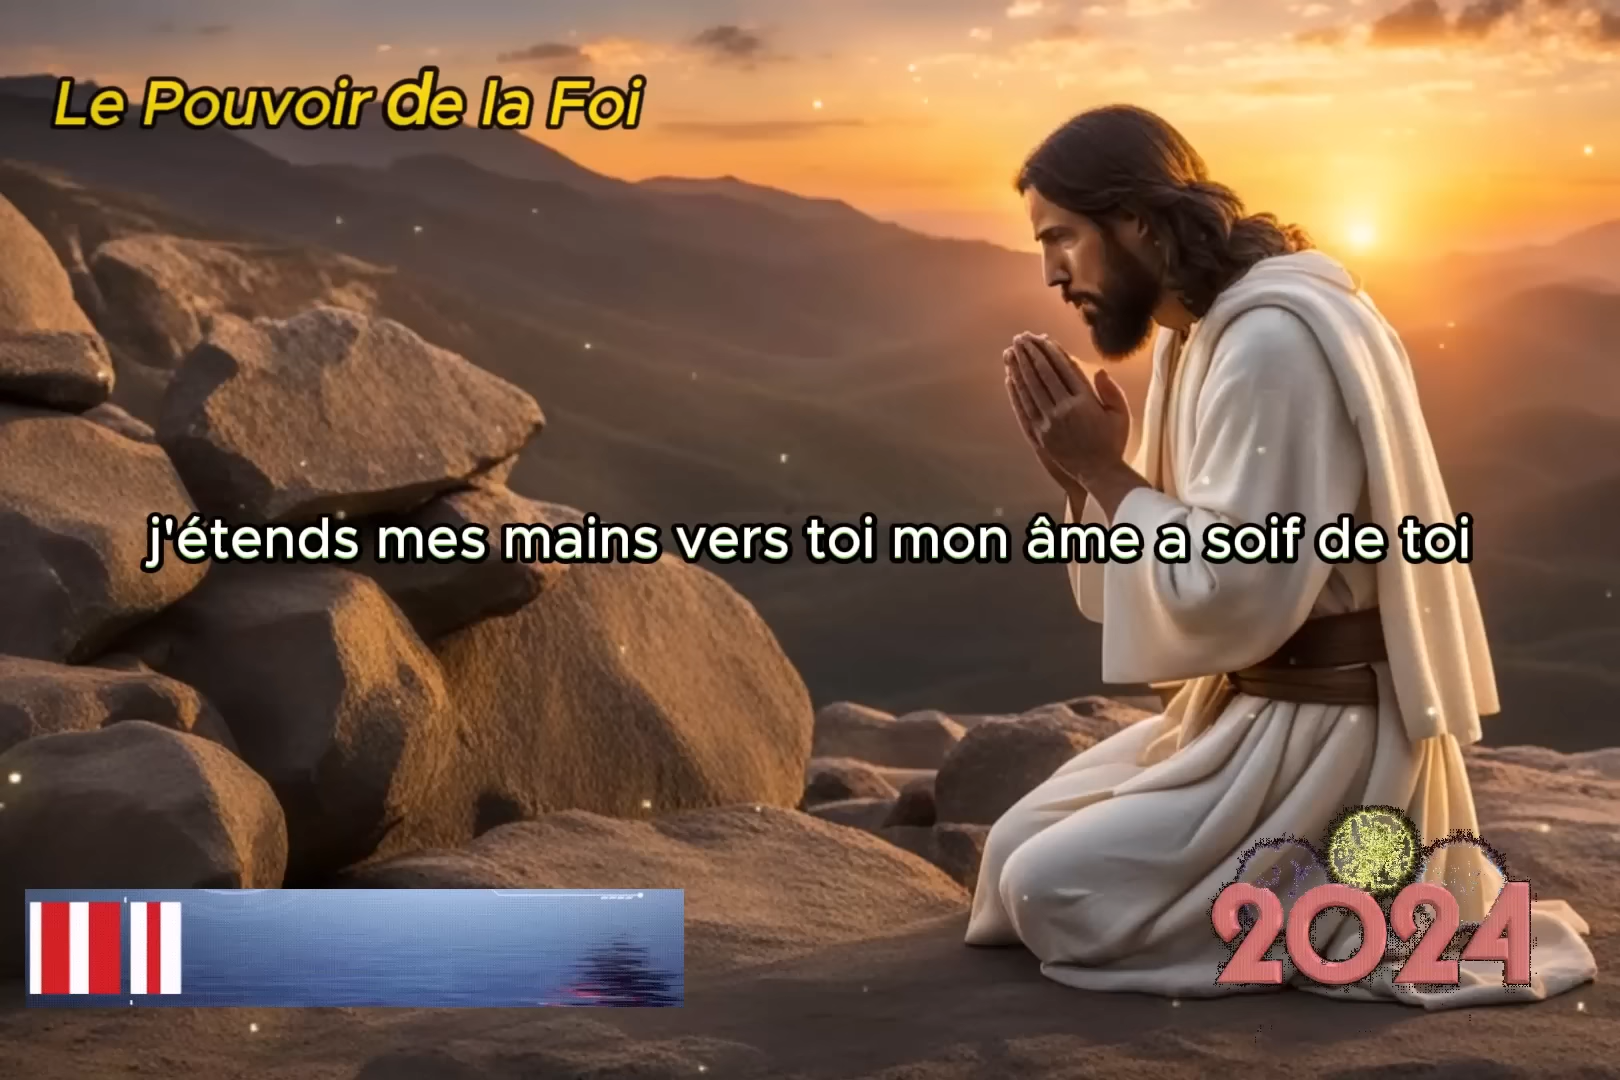 Le Pouvoir de la Foi
j'étends mes mains vers toi mon âme a soif de toi
2024